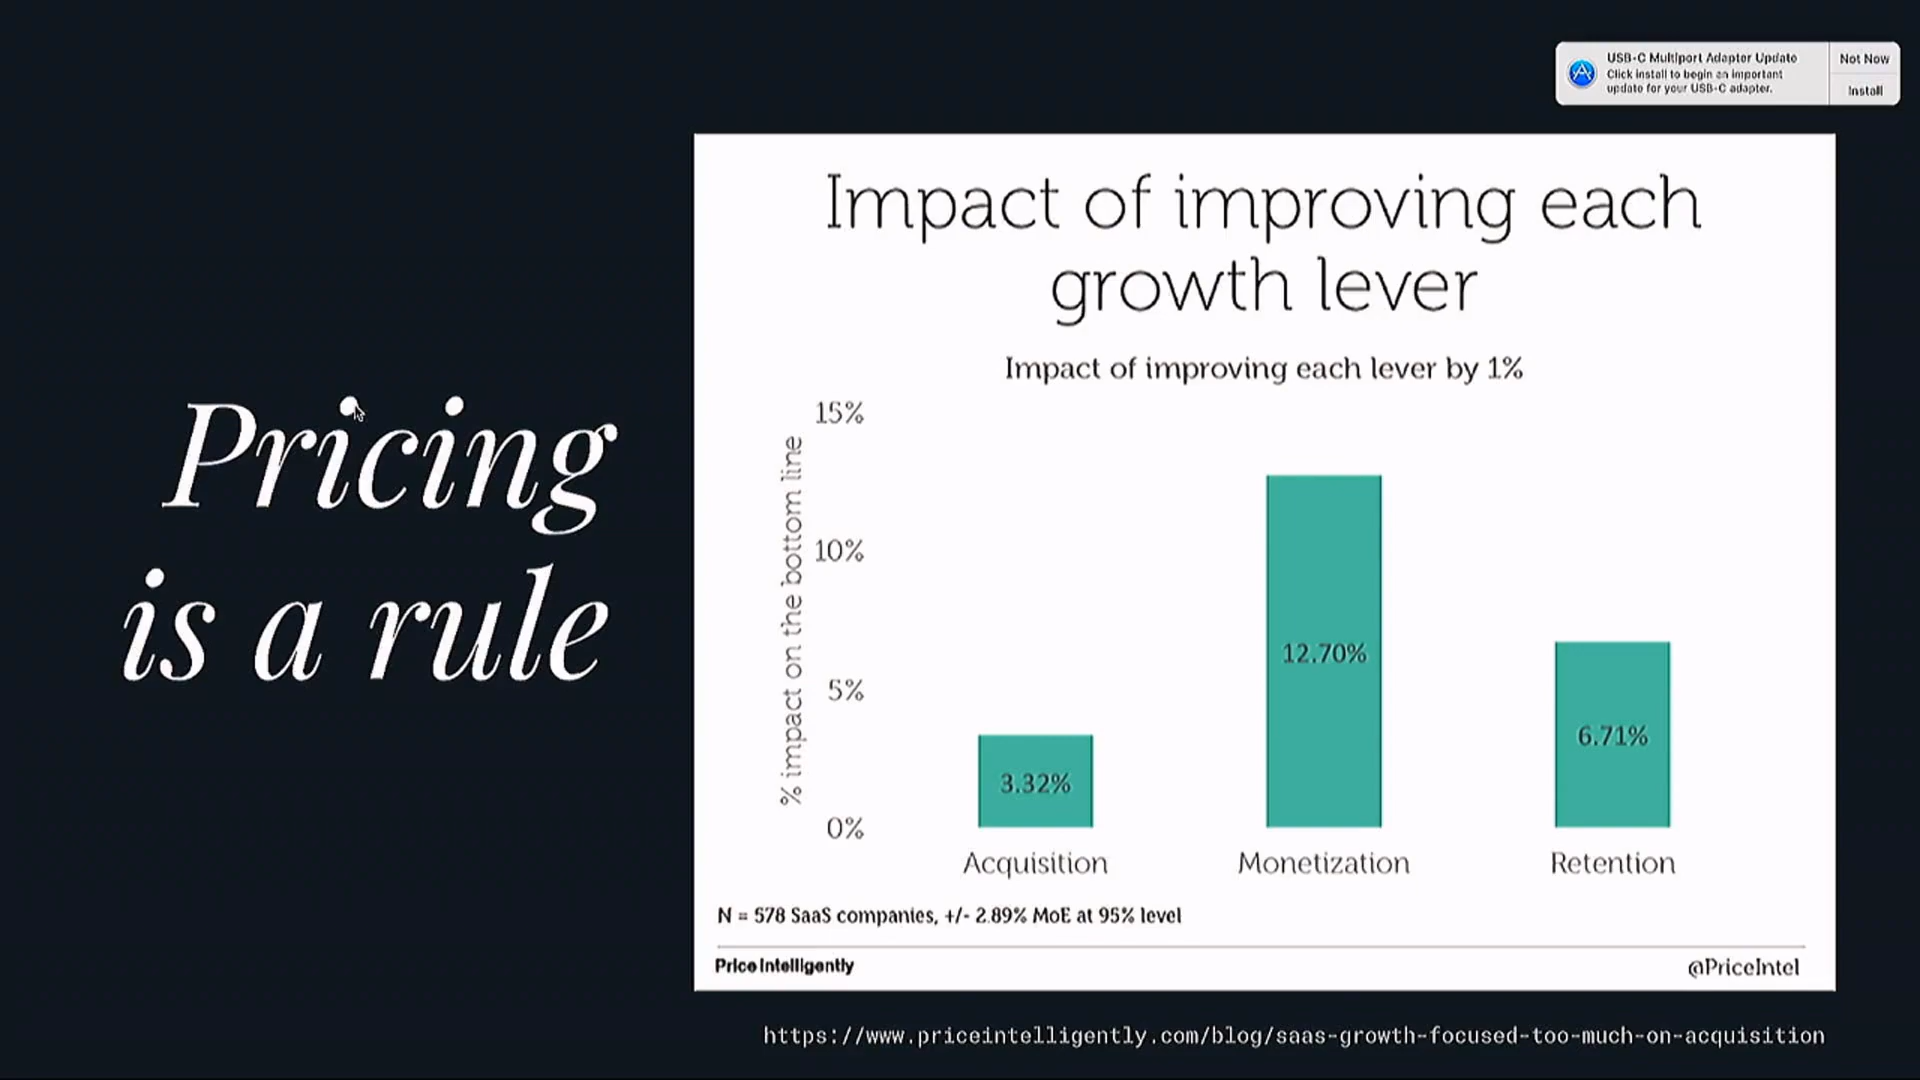 USB-C Multiport Adapter Update
Click install to begin an important
update for your USB-C adapter.
Not Now
Install
Pricing
is a rule
Impact of improving each
growth lever
Impact of improving each lever by 1%
% impact on the bottom line
15%
10%
5%
0%
3.32%
12.70%
6.71%
Acquisition
Monetization
Retention
N = 578 SaaS companies, +/- 2.89% MoE at 95% level
Price Intelligently
@PriceIntel
https://www.priceintelligently.com/blog/saas-growth-focused-too-much-on-acquisition